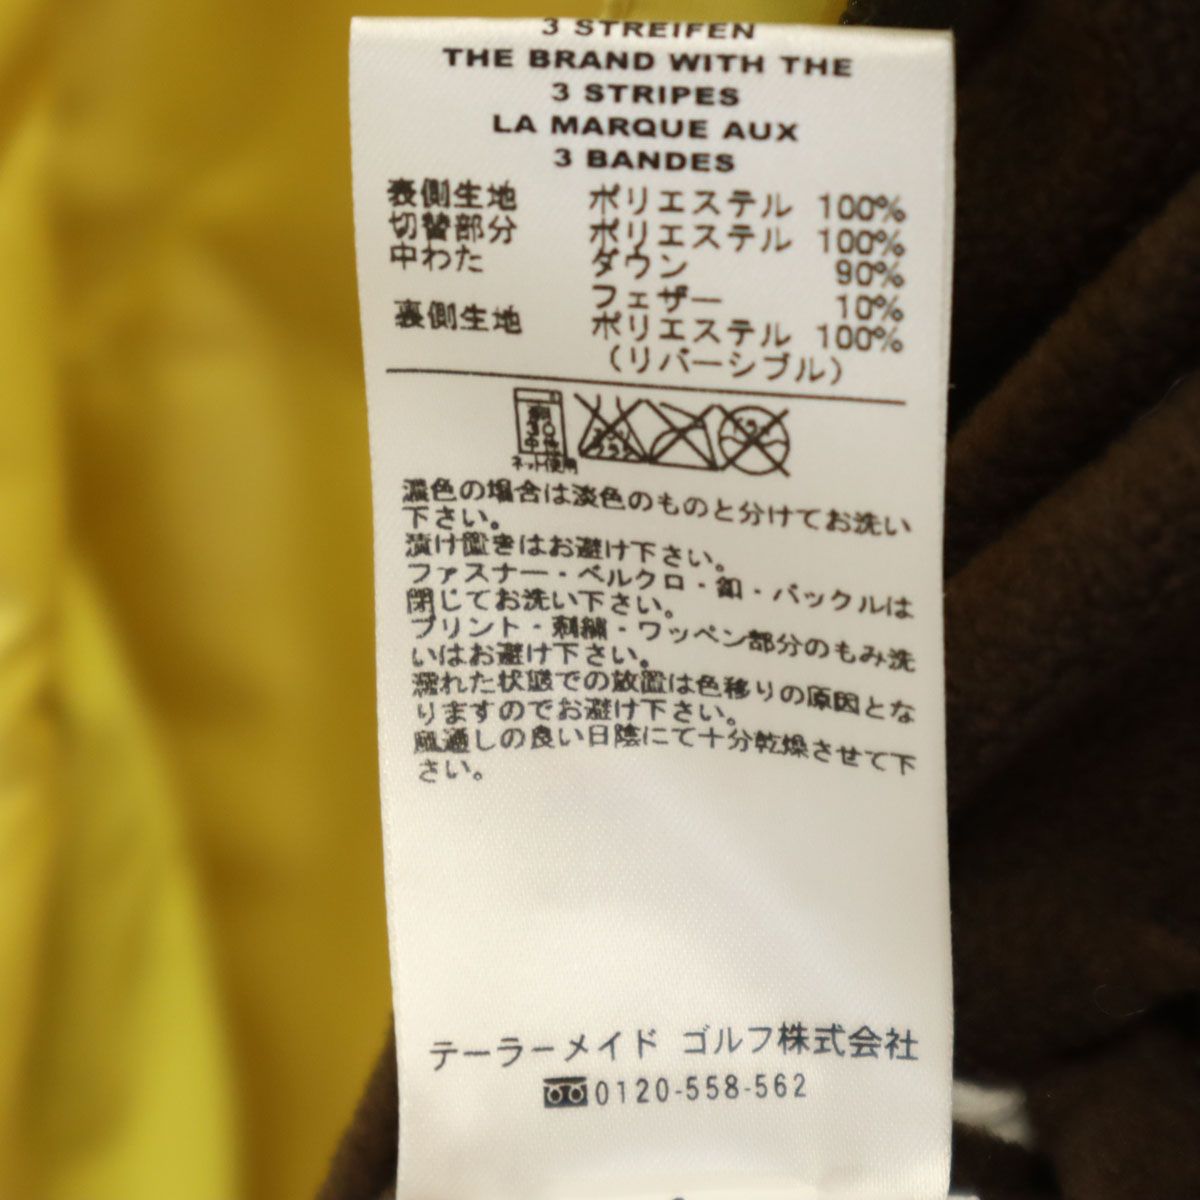 3 STREIFEN
THE BRAND WITH THE
3 STRIPES
LA MARQUE AUX
3 BANDES
表側生地 ポリエステル 100%
切替部分 ポリエステル 100%
中わた ダウン 90%
フェザー 10%
裏側生地 ポリエステル 100%
(リバーシブル)
30
ネット使用
濃色の場合は淡色のものと分けてお洗い
下さい。
漬け置きはお避け下さい。
ファスナー・ベルクロ・釦・バックルは
閉じてお洗い下さい。
プリント・刺繍・ワッペン部分のもみ洗
いはお避け下さい。
濡れた状態での放置は色移りの原因とな
りますのでお避け下さい。
風通しの良い日陰にて十分乾燥させて下
さい。
テーラーメイド ゴルフ株式会社
0120-558-562